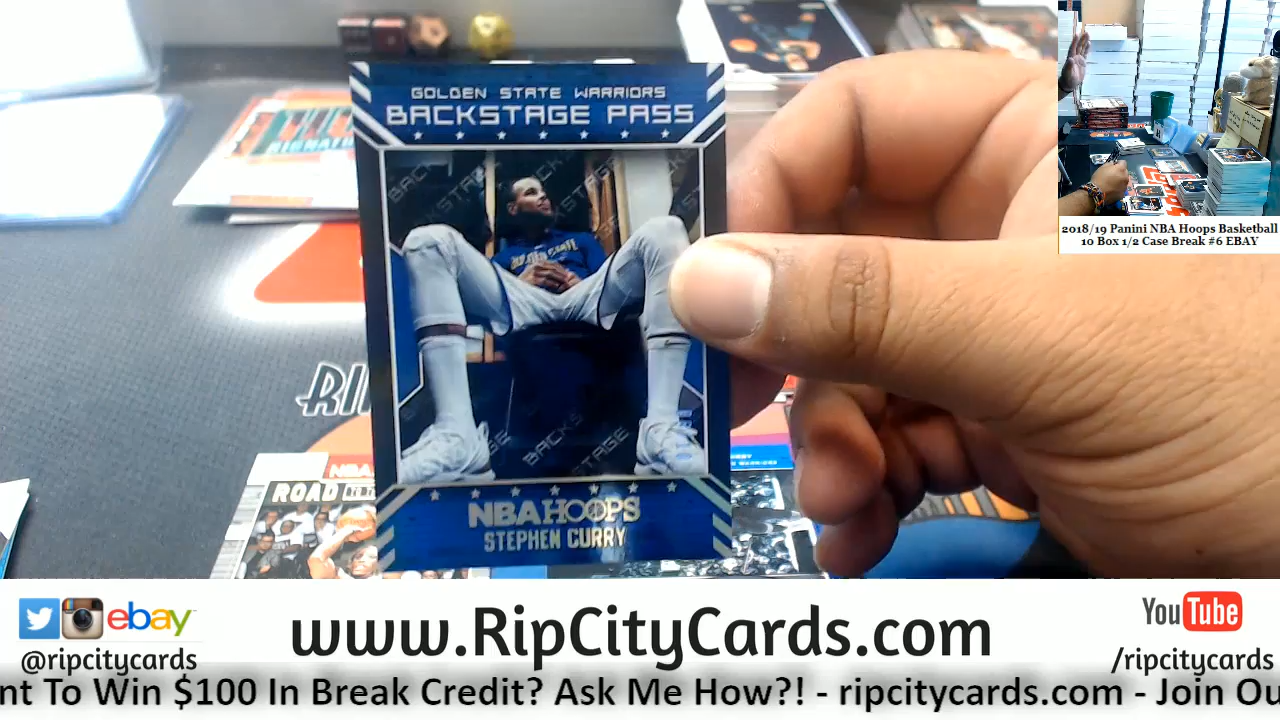 GOLDEN STATE WARRIORS
BACKSTAGE PASS
BACKSTAGE
NBA HOOPS
STEPHEN CURRY
ROAD TO
2018/19 Panini NBA Hoops Basketball
10 Box 1/2 Case Break #6 EBAY
ebay
@ripcitycards
www.RipCityCards.com
YouTube
/ripcitycards
nt To Win $100 In Break Credit? Ask Me How?! - ripcitycards.com - Join Ou